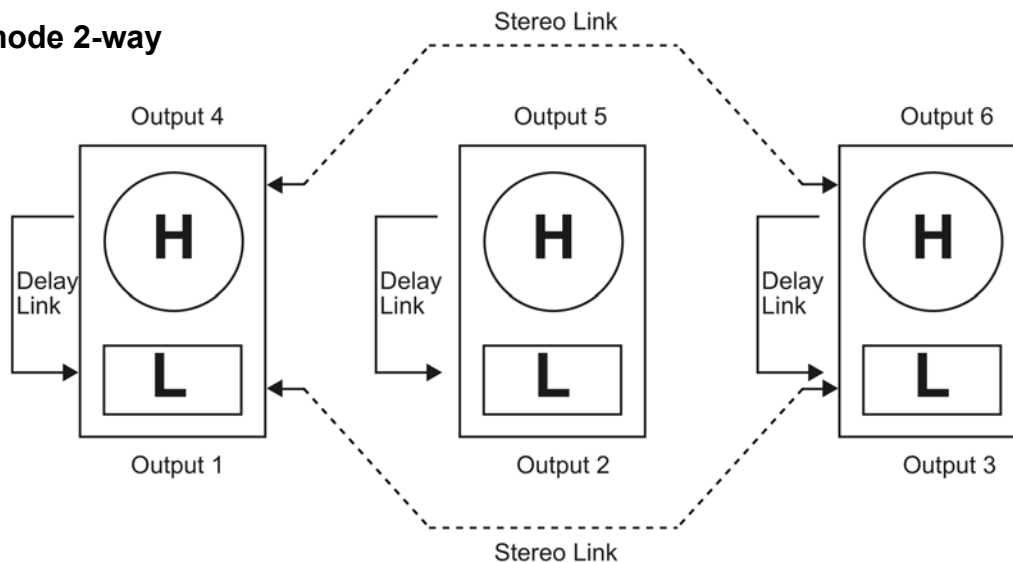 Stereo Link
node 2-way
Output 4
Output 5
Output 6
H
H
H
Delay
Link
Delay
Link
Delay
Link
L
L
L
Output 1
Output 2
Output 3
Stereo Link